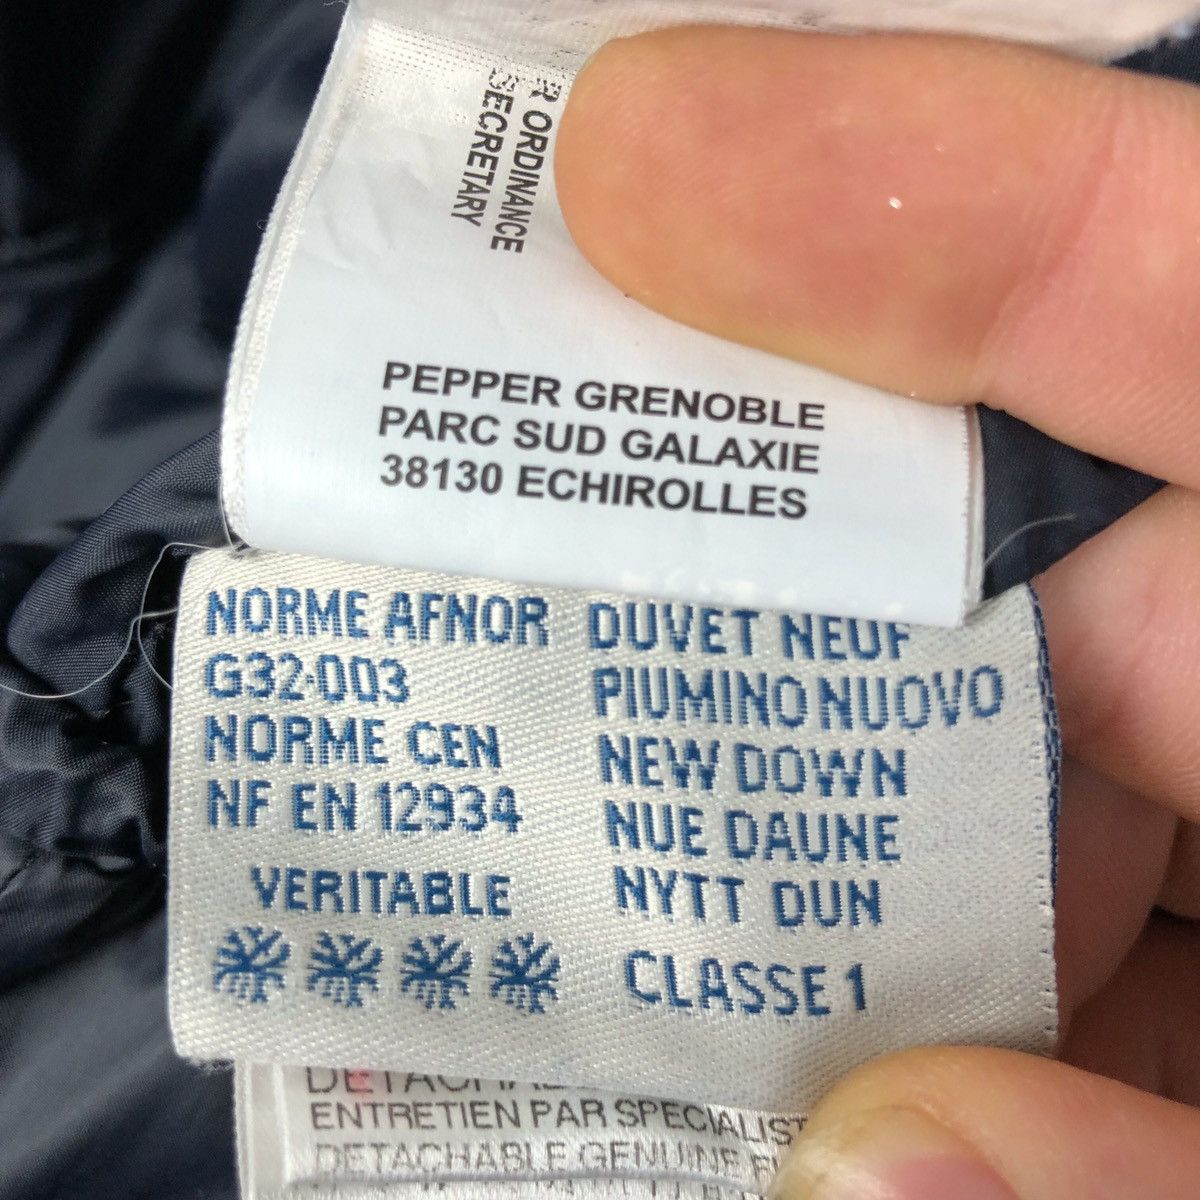 R ORDINANCE
SECRETARY
PEPPER GRENOBLE
PARC SUD GALAXIE
38130 ECHIROLLES
NORME AFNOR
G32-003
NORME CEN
NF EN 12934
VERITABLE
DUVET NEUF
PIUMINO NUOVO
NEW DOWN
NUE DAUNE
NYTT DUN
CLASSE 1
ENTRETIEN PAR SPECIALIST
DETACHABLE GENUINE